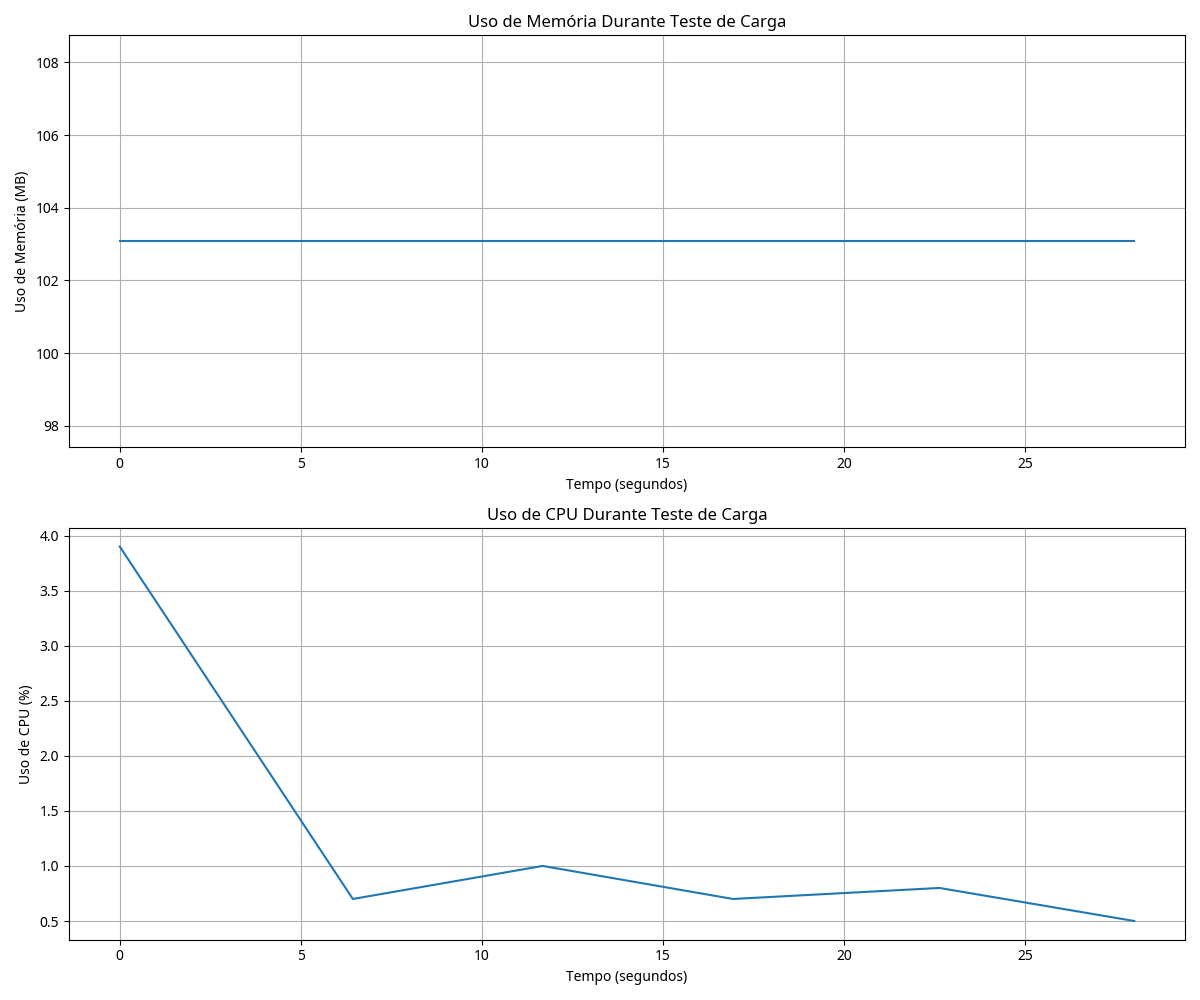 Uso de Memória Durante Teste de Carga
108
106
104
102
100
98
Uso de Memória (MB)
0 5 10 15 20 25
Tempo (segundos)
Uso de CPU Durante Teste de Carga
4.0
3.5
3.0
2.5
2.0
1.5
1.0
0.5
Uso de CPU (%)
0 5 10 15 20 25
Tempo (segundos)